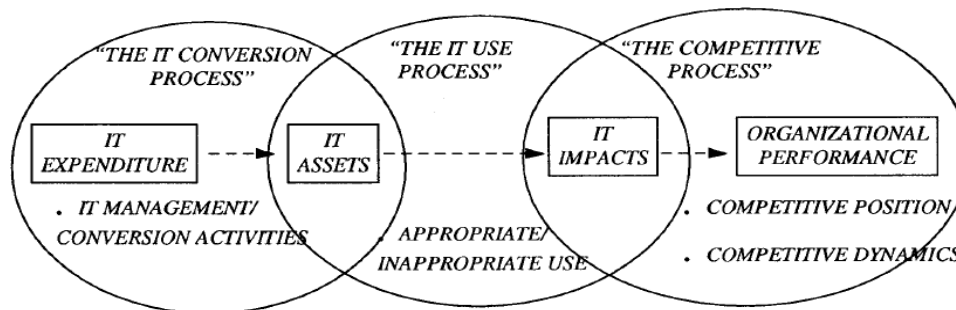 “THE IT CONVERSION
PROCESS”
“THE IT USE
PROCESS”
“THE COMPETITIVE
PROCESS”
IT
EXPENDITURE
IT
ASSETS
IT
IMPACTS
ORGANIZATIONAL
PERFORMANCE
. IT MANAGEMENT/
CONVERSION ACTIVITIES
. APPROPRIATE/
INAPPROPRIATE USE
. COMPETITIVE POSITION/
. COMPETITIVE DYNAMICS